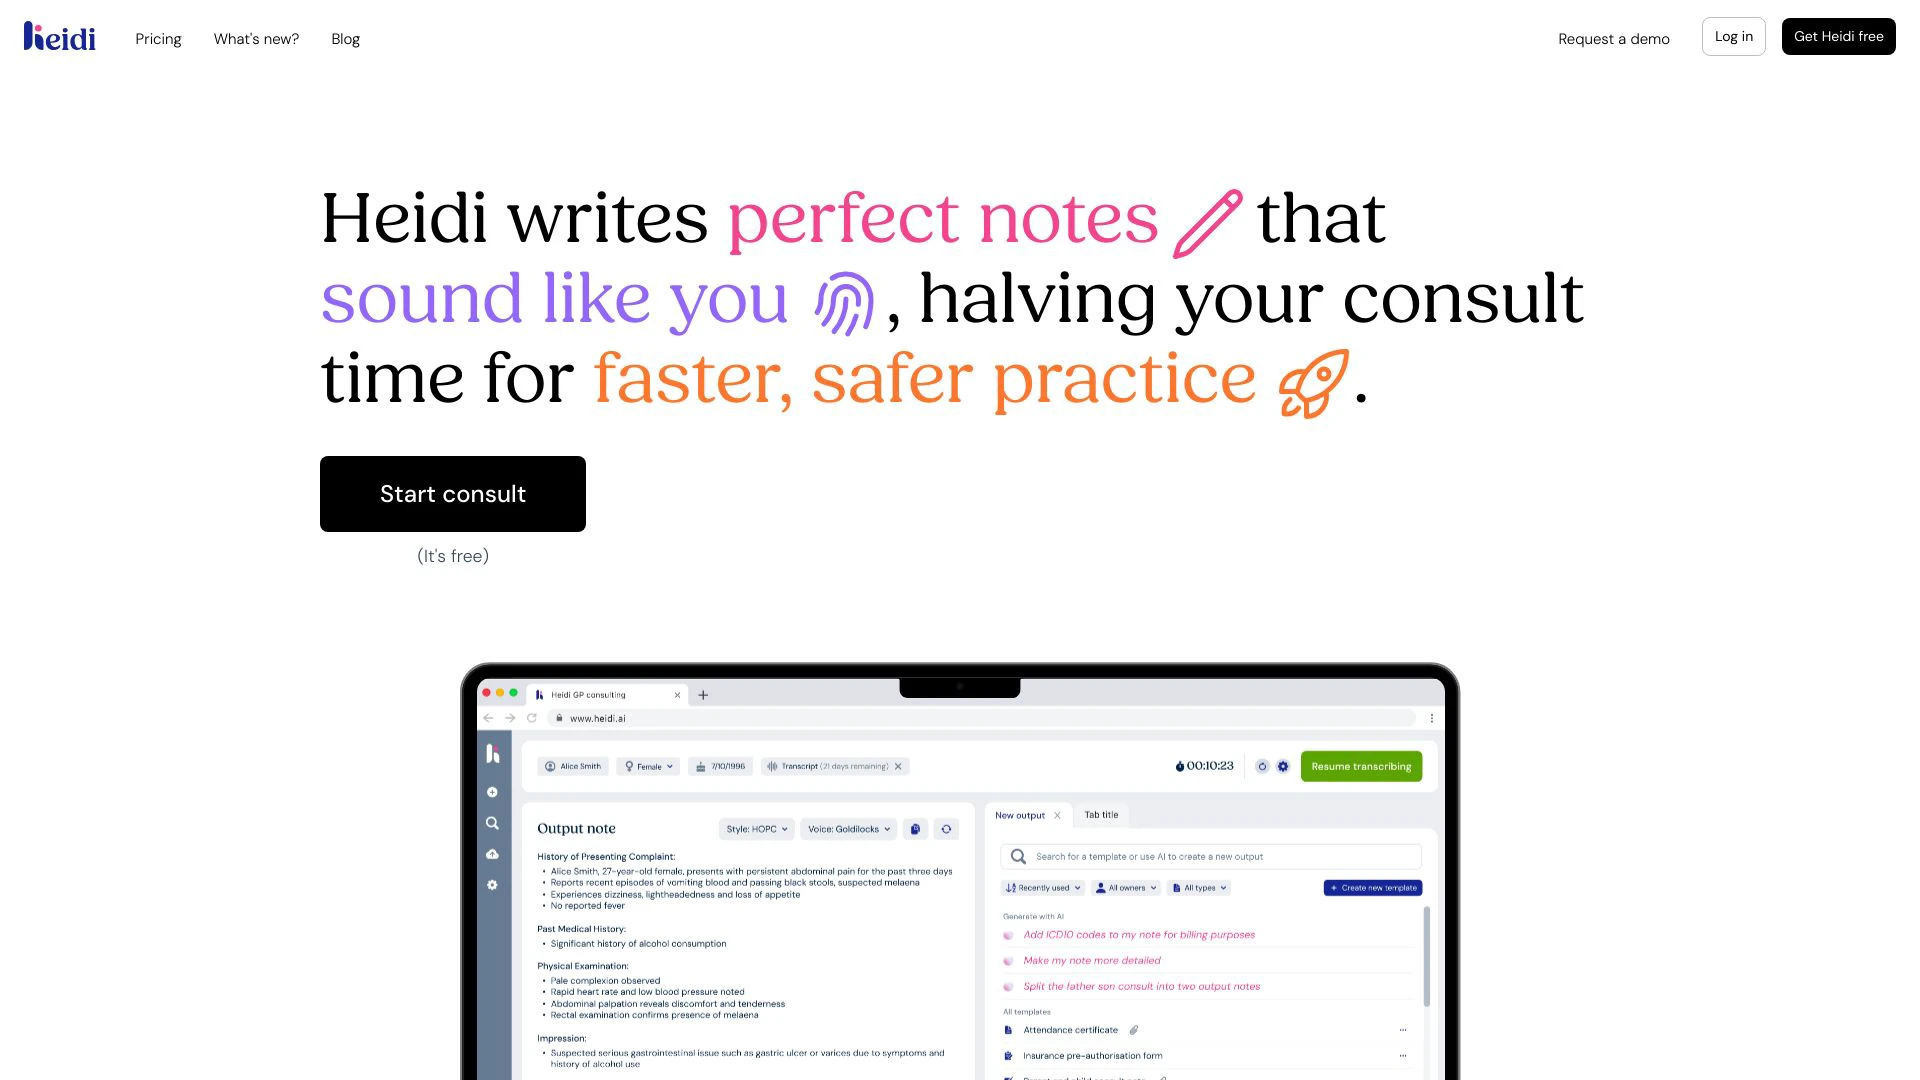 heidi
Pricing
What's new?
Blog
Request a demo
Log in
Get Heidi free
Heidi writes perfect notes that
sound like you , halving your consult
time for faster, safer practice .
Start consult
(It's free)
Heidi GP consulting
www.heidi.ai
Alice Smith
Female
7/10/1996
Transcript (21 days remaining)
00:10:23
Resume transcribing
Output note
Style: HOPC
Voice: Goldilocks
History of Presenting Complaint:
• Alice Smith, 27-year-old female, presents with persistent abdominal pain for the past three days
• Reports recent episodes of vomiting blood and passing black stools, suspected melaena
• Experiences dizziness, lightheadedness and loss of appetite
• No reported fever
Past Medical History:
• Significant history of alcohol consumption
Physical Examination:
• Pale complexion observed
• Rapid heart rate and low blood pressure noted
• Abdominal palpation reveals discomfort and tenderness
• Rectal examination confirms presence of melaena
Impression:
• Suspected serious gastrointestinal issue such as gastric ulcer or varices due to symptoms and
history of alcohol use
New output
Tab title
Search for a template or use AI to create a new output
Recently used
All owners
All types
+ Create new template
Generate with AI
Add ICD10 codes to my note for billing purposes
Make my note more detailed
Split the father son consult into two output notes
All templates
Attendance certificate
Insurance pre-authorisation form